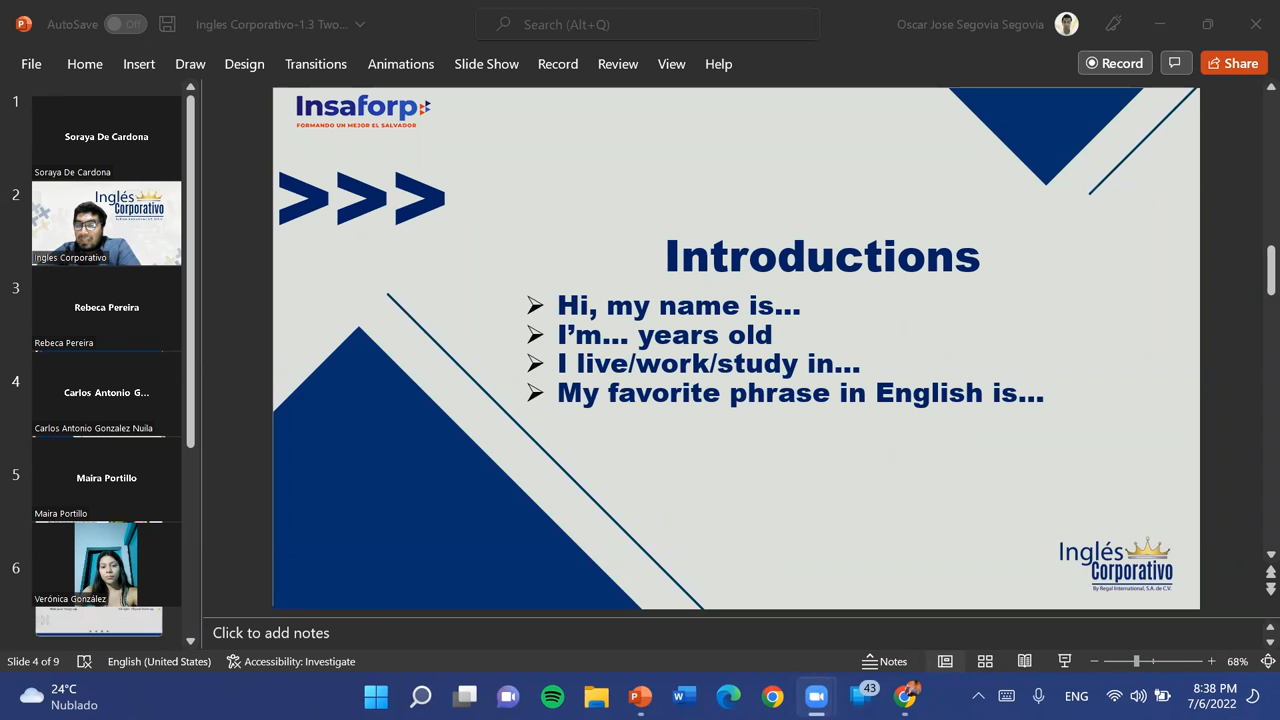 AutoSave Off Ingles Corporativo-1.3 Two... Search (Alt+Q) Oscar Jose Segovia Segovia
File Home Insert Draw Design Transitions Animations Slide Show Record Review View Help Record Share
1
Soraya De Cardona
Soraya De Cardona
2
Inglés
Corporativo
Ingles Corporativo
3
Rebeca Pereira
Rebeca Pereira
4
Carlos Antonio G...
Carlos Antonio Gonzalez Nuila
5
Maira Portillo
Maira Portillo
6
Verónica González
Insaforp
FORMANDO UN MEJOR EL SALVADOR
>>>
Introductions
Hi, my name is...
I'm... years old
I live/work/study in...
My favorite phrase in English is...
Inglés
Corporativo
By Regal International, S.A. de C.V.
Click to add notes
Slide 4 of 9 English (United States) Accessibility: Investigate Notes 68%
24°C
Nublado
43
ENG
8:38 PM
7/6/2022